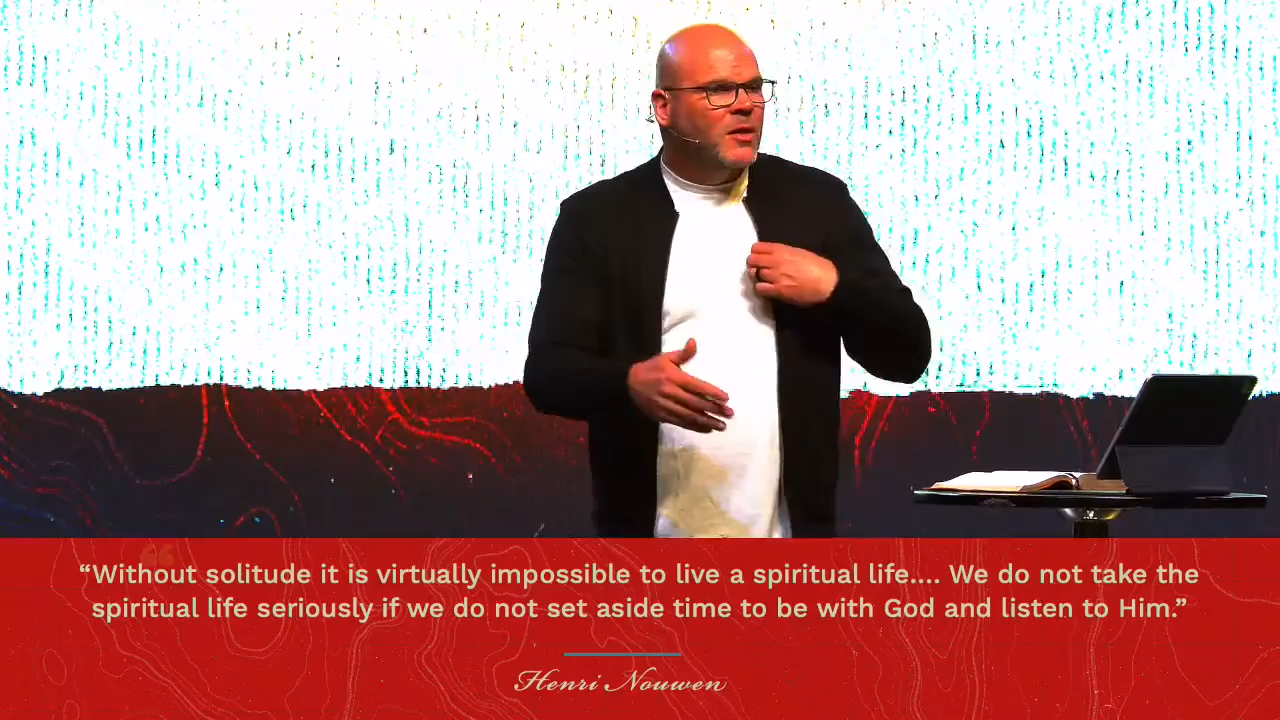 “Without solitude it is virtually impossible to live a spiritual life.... We do not take the
spiritual life seriously if we do not set aside time to be with God and listen to Him.”
Henri Nouwen